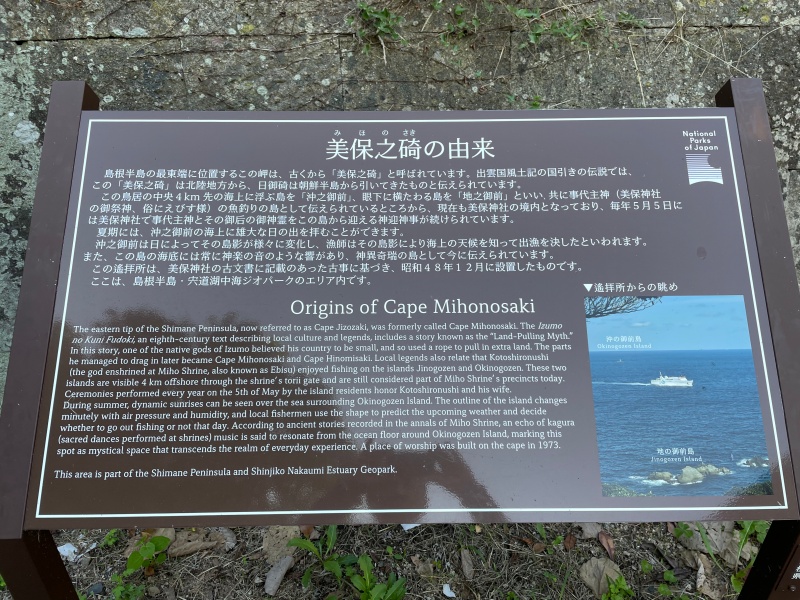 み ほ の さき
美保之碕の由来
National
Parks
of Japan
島根半島の最東端に位置するこの岬は、古くから「美保之碕」と呼ばれています。出雲国風土記の国引きの伝説では、
この「美保之碕」は北陸地方から、日御碕は朝鮮半島から引いてきたものと伝えられています。
この鳥居の中央4km先の海上に浮ぶ島を「沖之御前」、眼下に横たわる島を「地之御前」といい、共に事代主神（美保神社
の御祭神、俗にえびす様）の魚釣りの島として伝えられているところから、現在も美保神社の境内となっており、毎年5月5日に
は美保神社で事代主神とその御后の御神霊をこの島から迎える神迎神事が続けられています。
夏期には、沖之御前の海上に雄大な日の出を拝むことができます。
沖之御前は日によってその島影が様々に変化し、漁師はその島影により海上の天候を知って出漁を決したといわれます。
また、この島の海底には常に神楽の音のような響があり、神異奇瑞の島として今に伝えられています。
この遙拝所は、美保神社の古文書に記載のあった古事に基づき、昭和48年12月に設置したものです。
ここは、島根半島・宍道湖中海ジオパークのエリア内です。
Origins of Cape Mihonosaki
The eastern tip of the Shimane Peninsula, now referred to as Cape Jizozaki, was formerly called Cape Mihonosaki. The Izumo
no Kuni Fudoki, an eighth-century text describing local culture and legends, includes a story known as the "Land-Pulling Myth."
In this story, one of the native gods of Izumo believed his country to be small, and so used a rope to pull in extra land. The parts
he managed to drag in later became Cape Mihonosaki and Cape Hinomisaki. Local legends also relate that Kotoshironushi
(the god enshrined at Miho Shrine, also known as Ebisu) enjoyed fishing on the islands Jinogozen and Okinogozen. These two
islands are visible 4 km offshore through the shrine's torii gate and are still considered part of Miho Shrine's precincts today.
Ceremonies performed every year on the 5th of May by the island residents honor Kotoshironushi and his wife.
During summer, dynamic sunrises can be seen over the sea surrounding Okinogozen Island. The outline of the island changes
minutely with air pressure and humidity, and local fishermen use the shape to predict the upcoming weather and decide
whether to go out fishing or not that day. According to ancient stories recorded in the annals of Miho Shrine, an echo of kagura
(sacred dances performed at shrines) music is said to resonate from the ocean floor around Okinogozen Island, marking this
spot as mystical space that transcends the realm of everyday experience. A place of worship was built on the cape in 1973.
This area is part of the Shimane Peninsula and Shinjiko Nakaumi Estuary Geopark.
▼遙拝所からの眺め
沖の御前島
Okinogozen Island
地の御前島
Jinogozen Island